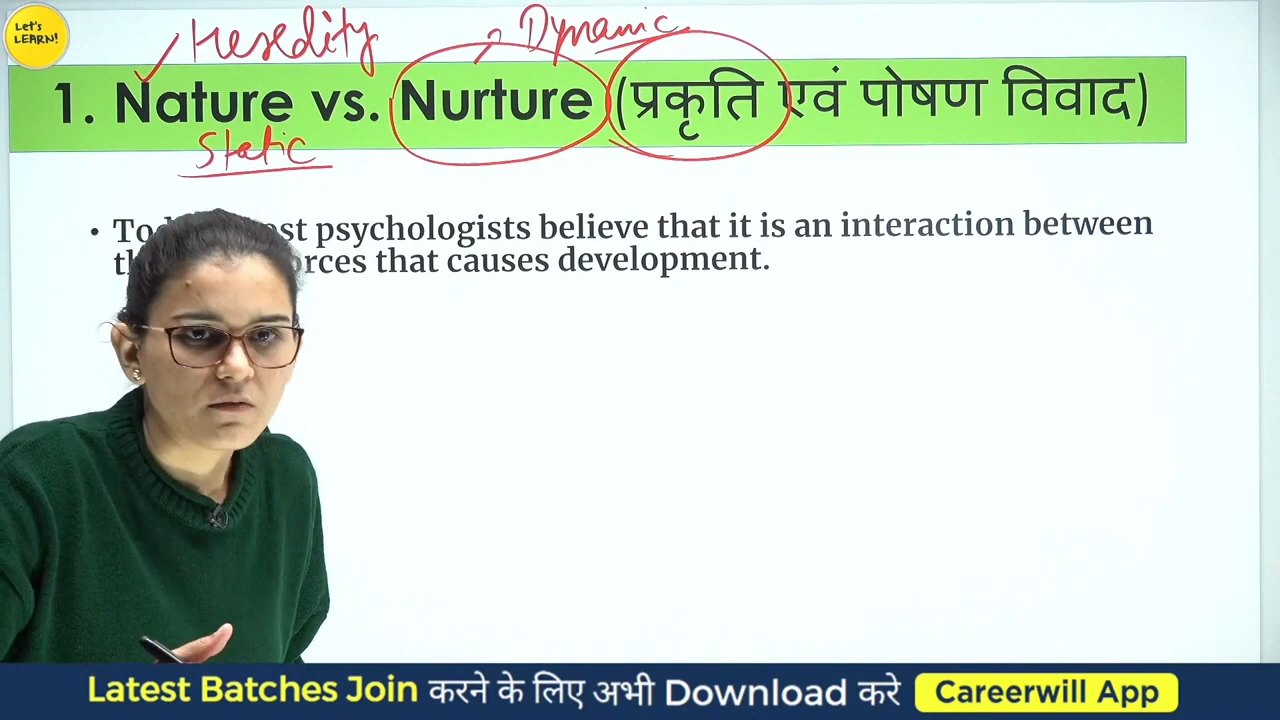 Let's
LEARN!
Heredity
Dynamic
1. Nature vs. Nurture (प्रकृति एवं पोषण विवाद)
Static
• psychologists believe that it is an interaction between
that causes development.
Latest Batches Join करने के लिए अभी Download करे Careerwill App